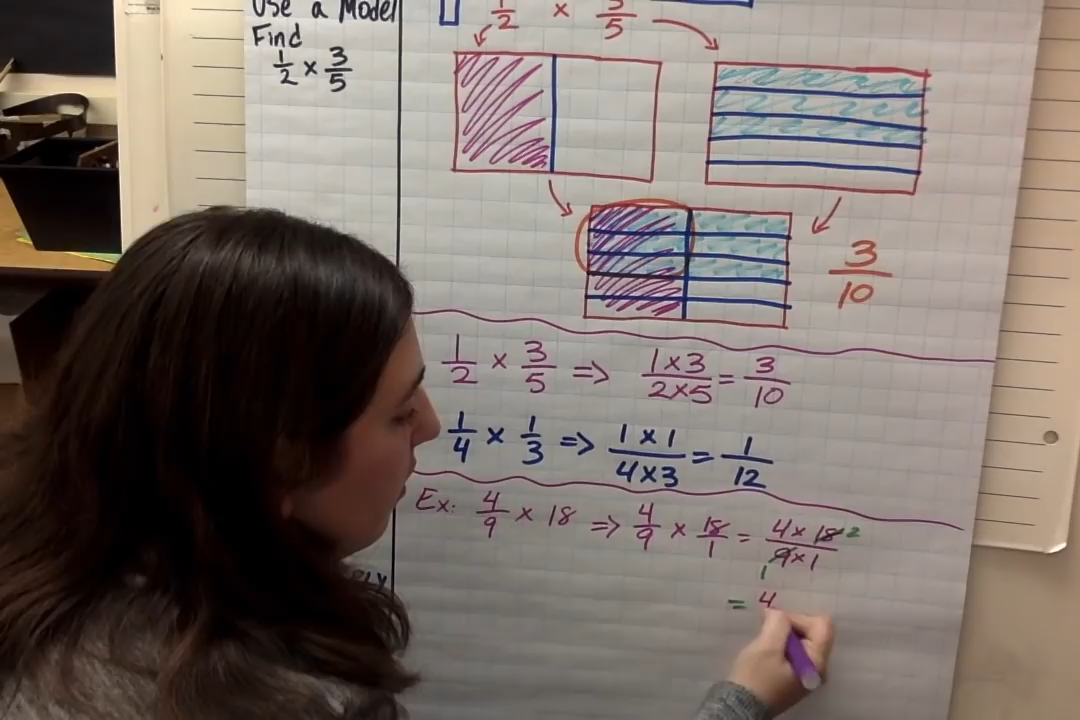 Use a Model
Find
1/2 × 3/5
1/2 × 3/5
3/10
1/2 × 3/5 => 1×3/2×5 = 3/10
1/4 × 1/3 => 1×1/4×3 = 1/12
Ex: 4/9 × 18 => 4/9 × 18/1 = 4×18/9×1 2
1
= 4